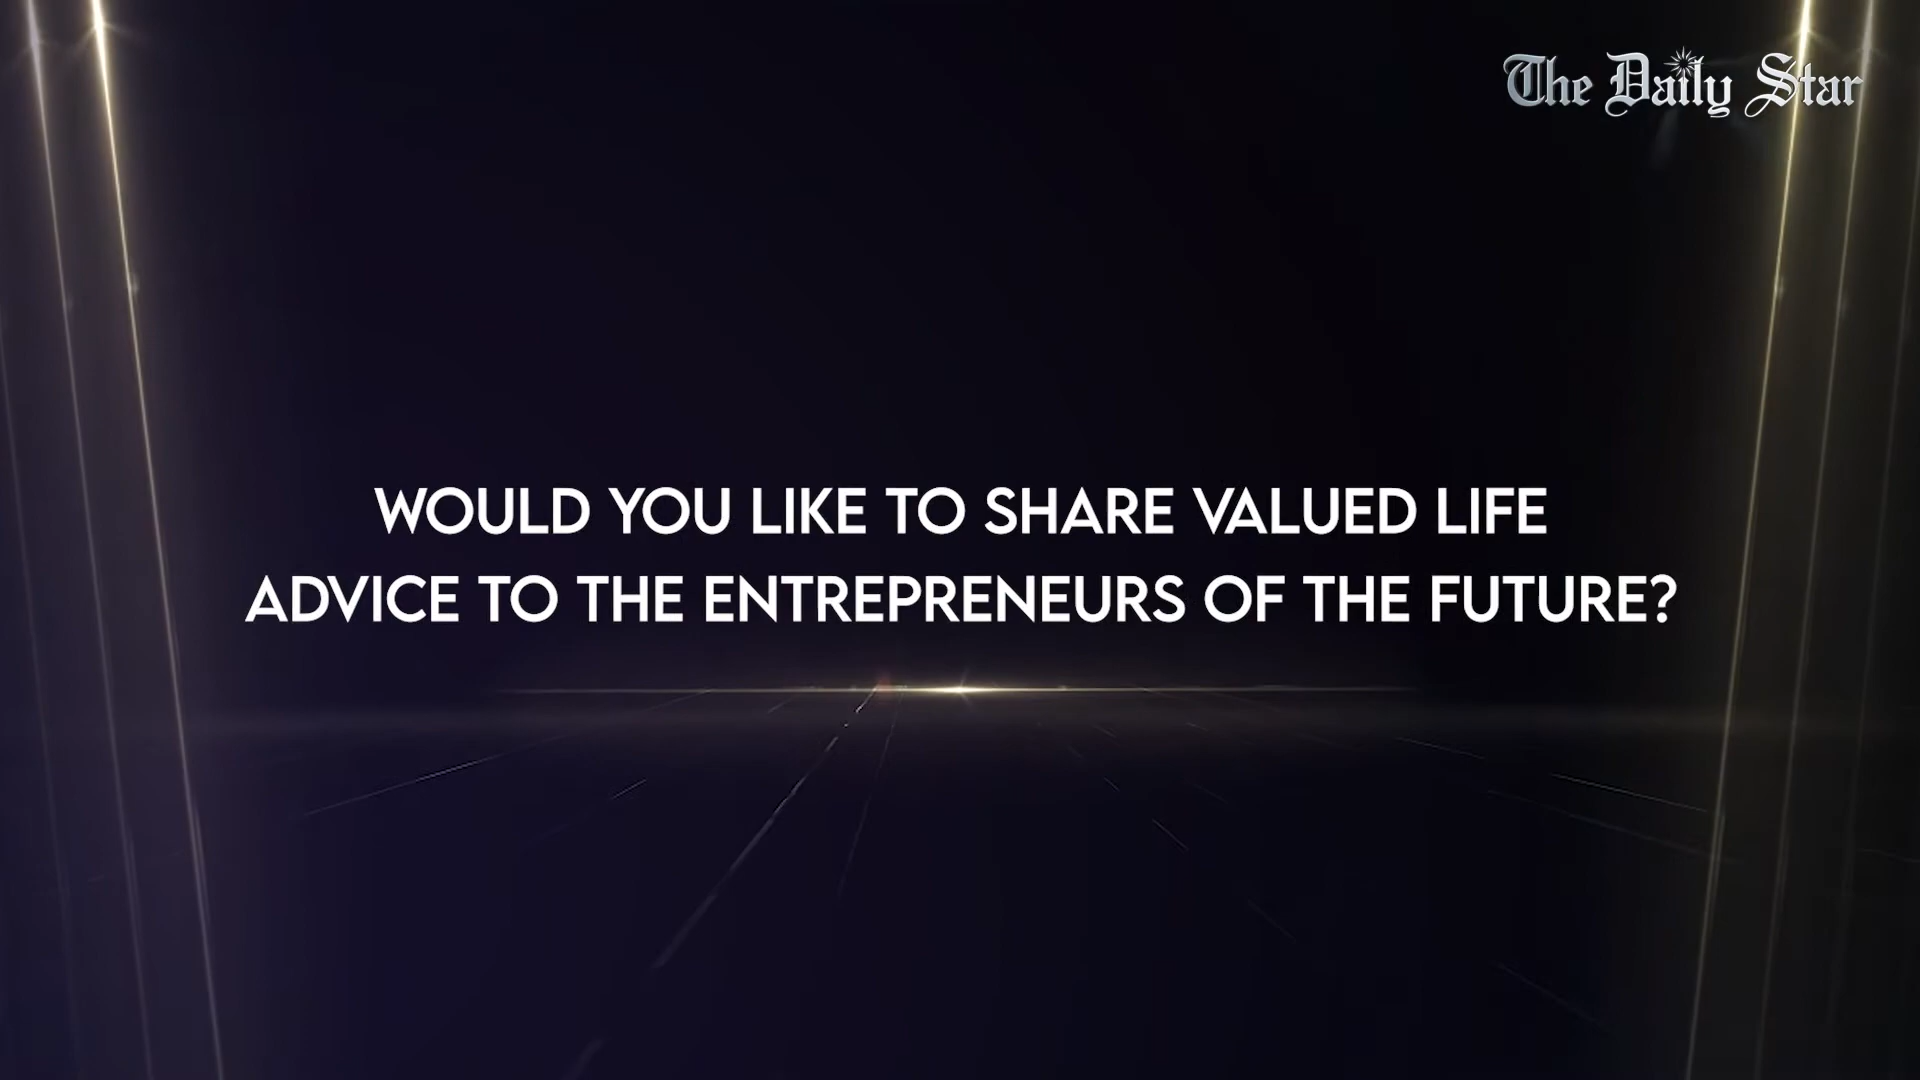 The Daily Star
WOULD YOU LIKE TO SHARE VALUED LIFE
ADVICE TO THE ENTREPRENEURS OF THE FUTURE?